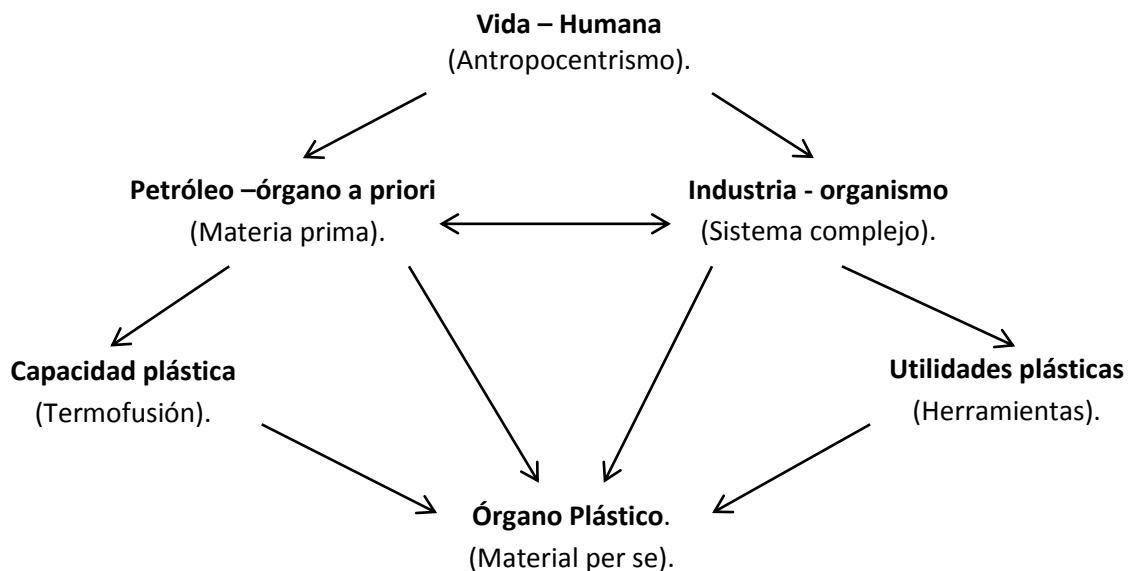 Vida – Humana
(Antropocentrismo).
Petróleo –órgano a priori
(Materia prima).
Industria - organismo
(Sistema complejo).
Capacidad plástica
(Termofusión).
Utilidades plásticas
(Herramientas).
Órgano Plástico.
(Material per se).